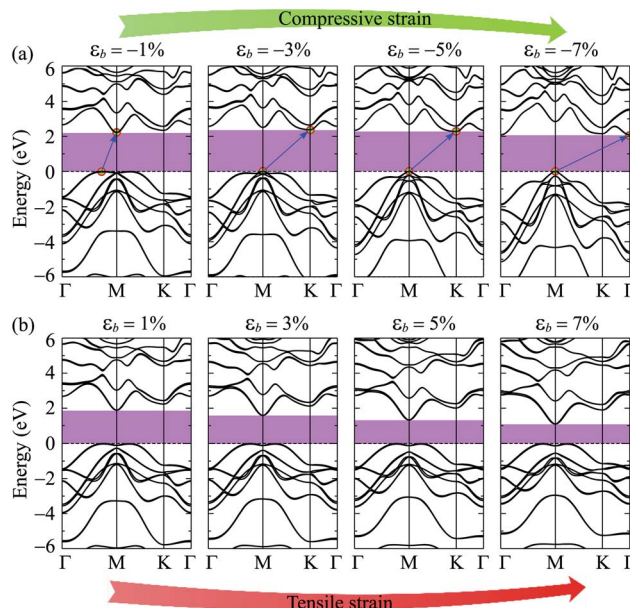 Compressive strain
(a)
εb = −1% εb = −3% εb = −5% εb = −7%
Energy (eV)
6
4
2
0
−2
−4
−6
Γ M K Γ Γ M K Γ Γ M K Γ Γ M K Γ
(b)
εb = 1% εb = 3% εb = 5% εb = 7%
Energy (eV)
6
4
2
0
−2
−4
−6
Γ M K Γ Γ M K Γ Γ M K Γ Γ M K Γ
Tensile strain